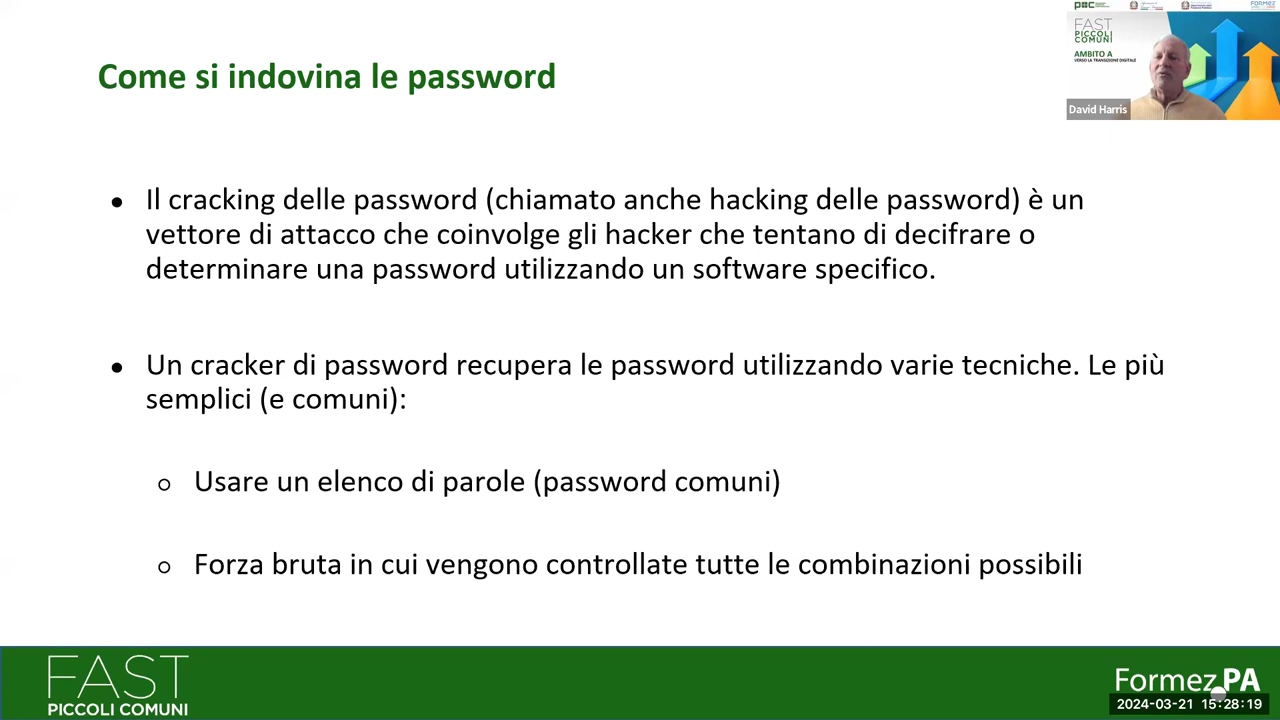 Come si indovina le password
FAST
PICCOLI
COMUNI
AMBITO A
VERSO LA TRANSIZIONE DIGITALE
David Harris
● Il cracking delle password (chiamato anche hacking delle password) è un
vettore di attacco che coinvolge gli hacker che tentano di decifrare o
determinare una password utilizzando un software specifico.
● Un cracker di password recupera le password utilizzando varie tecniche. Le più
semplici (e comuni):
○ Usare un elenco di parole (password comuni)
○ Forza bruta in cui vengono controllate tutte le combinazioni possibili
FAST
PICCOLI COMUNI
FormezPA
2024-03-21 15:28:19